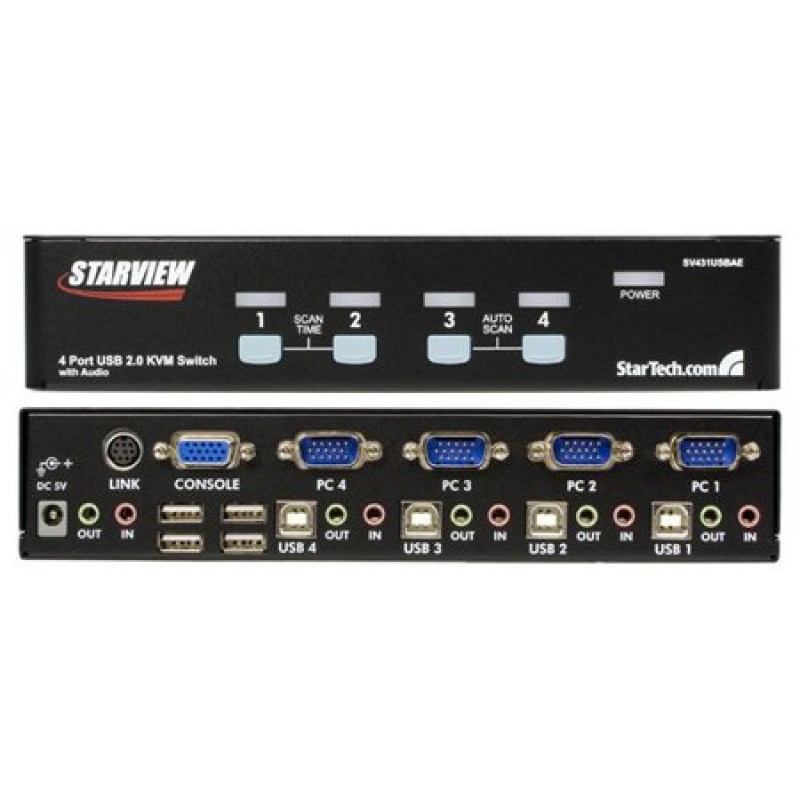 STARVIEW
SV431USBAE
POWER
1 SCAN TIME 2 3 AUTO SCAN 4
4 Port USB 2.0 KVM Switch
with Audio
StarTech.com
DC 5V
LINK
CONSOLE
PC 4
PC 3
PC 2
PC 1
OUT
IN
USB 4
OUT
IN
USB 3
OUT
IN
USB 2
OUT
IN
USB 1
OUT
IN